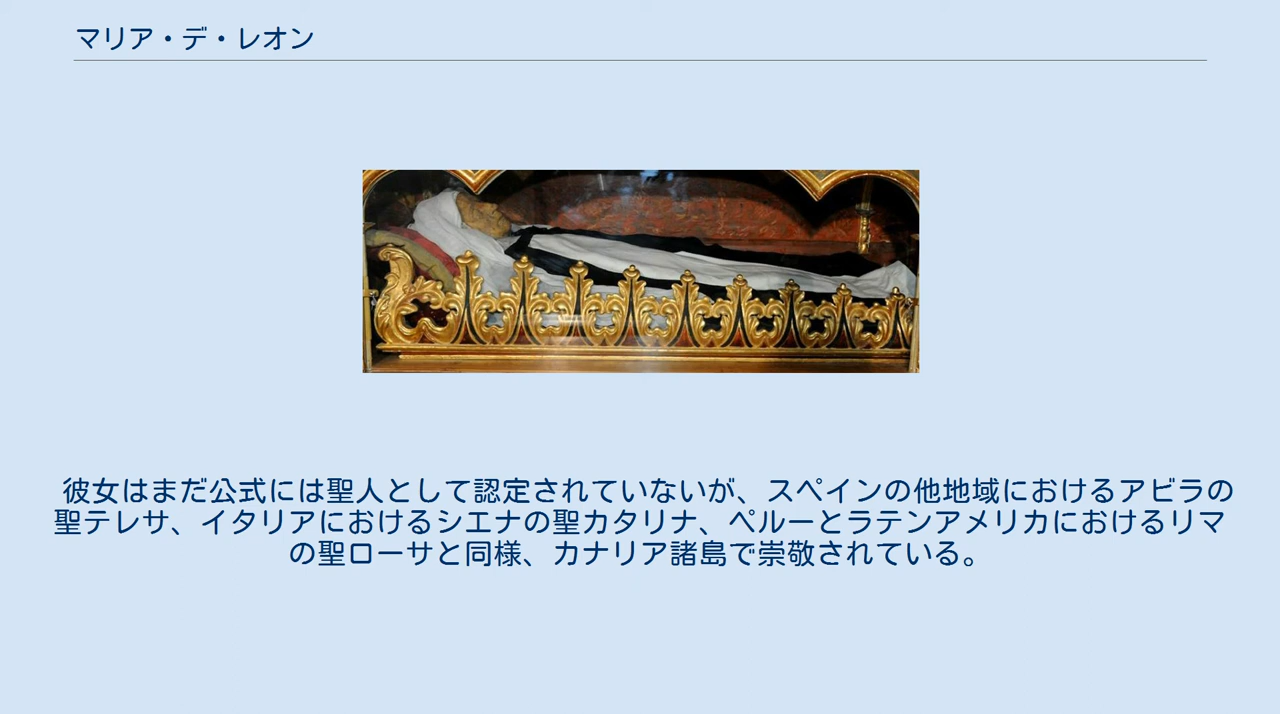 マリア・デ・レオン
彼女はまだ公式には聖人として認定されていないが、スペインの他地域におけるアビラの
聖テレサ、イタリアにおけるシエナの聖カタリナ、ペルーとラテンアメリカにおけるリマ
の聖ローサと同様、カナリア諸島で崇敬されている。